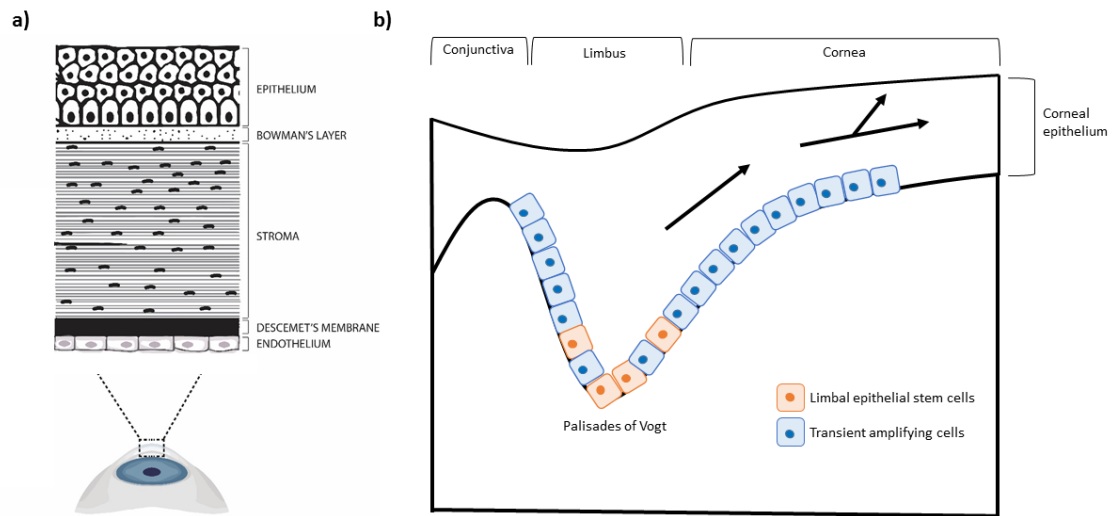 a)
EPITHELIUM
BOWMAN'S LAYER
STROMA
DESCEMET'S MEMBRANE
ENDOTHELIUM
b)
Conjunctiva
Limbus
Cornea
Corneal
epithelium
Limbal epithelial stem cells
Transient amplifying cells
Palisades of Vogt